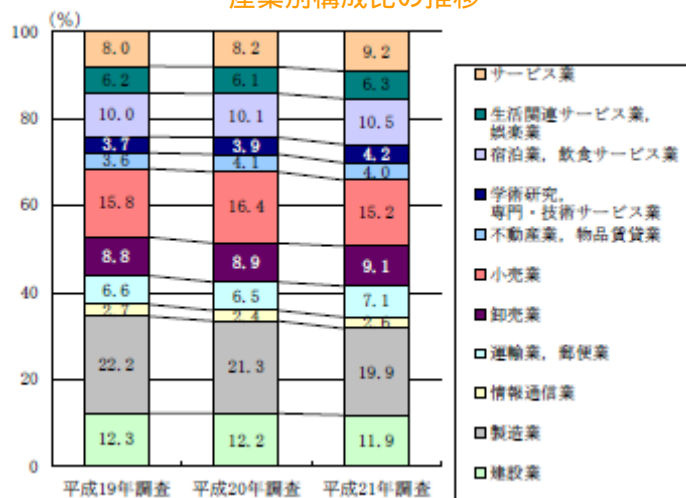 産業別構成比の推移
(%)
100
80
60
40
20
0
8.0
6.2
10.0
3.7
3.6
15.8
8.8
6.6
2.7
22.2
12.3
8.2
6.1
10.1
3.9
4.1
16.4
8.9
6.5
2.4
21.3
12.2
9.2
6.3
10.5
4.2
4.0
15.2
9.1
7.1
2.6
19.9
11.9
平成19年調査
平成20年調査
平成21年調査
サービス業
生活関連サービス業,
娯楽業
宿泊業, 飲食サービス業
学術研究,
専門・技術サービス業
不動産業, 物品賃貸業
小売業
卸売業
運輸業, 郵便業
情報通信業
製造業
建設業